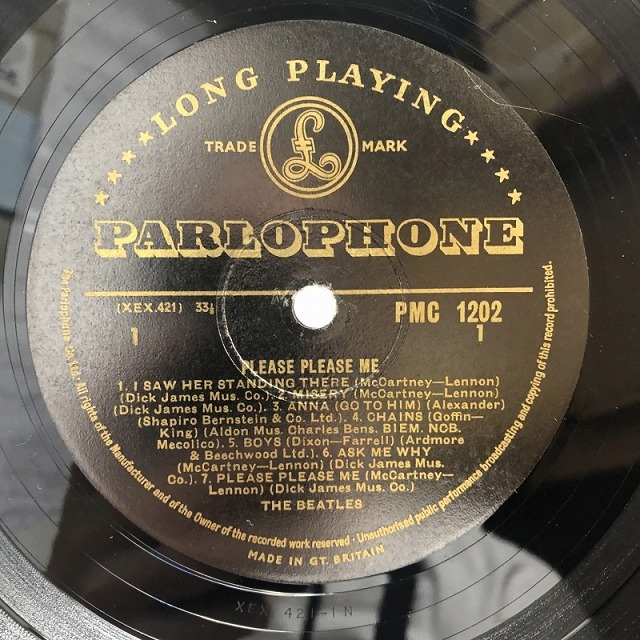 ★★★★★LONG PLAYING★★★★★
TRADE £ MARK
PARLOPHONE
(XEX.421) 33⅓
PMC 1202
1
1
PLEASE PLEASE ME
1. I SAW HER STANDING THERE (McCartney—Lennon)
(Dick James Mus. Co.). 2. MISERY (McCartney—Lennon)
(Dick James Mus. Co.). 3. ANNA (GO TO HIM) (Alexander)
(Shapiro Bernstein & Co. Ltd.). 4. CHAINS (Goffin—
King) (Aldon Mus. Charles Bens. BIEM. NCB.
Mecolico). 5. BOYS (Dixon—Farrell) (Ardmore
& Beechwood Ltd.). 6. ASK ME WHY
(McCartney—Lennon) (Dick James Mus.
Co.). 7. PLEASE PLEASE ME (McCartney—
Lennon) (Dick James Mus. Co.)
THE BEATLES
The Parlophone Co. Ltd. All rights of the Manufacturer and of the Owner of the recorded work reserved · Unauthorised public performance broadcasting and copying of this record prohibited.
MADE IN GT. BRITAIN
XEX 421-1N